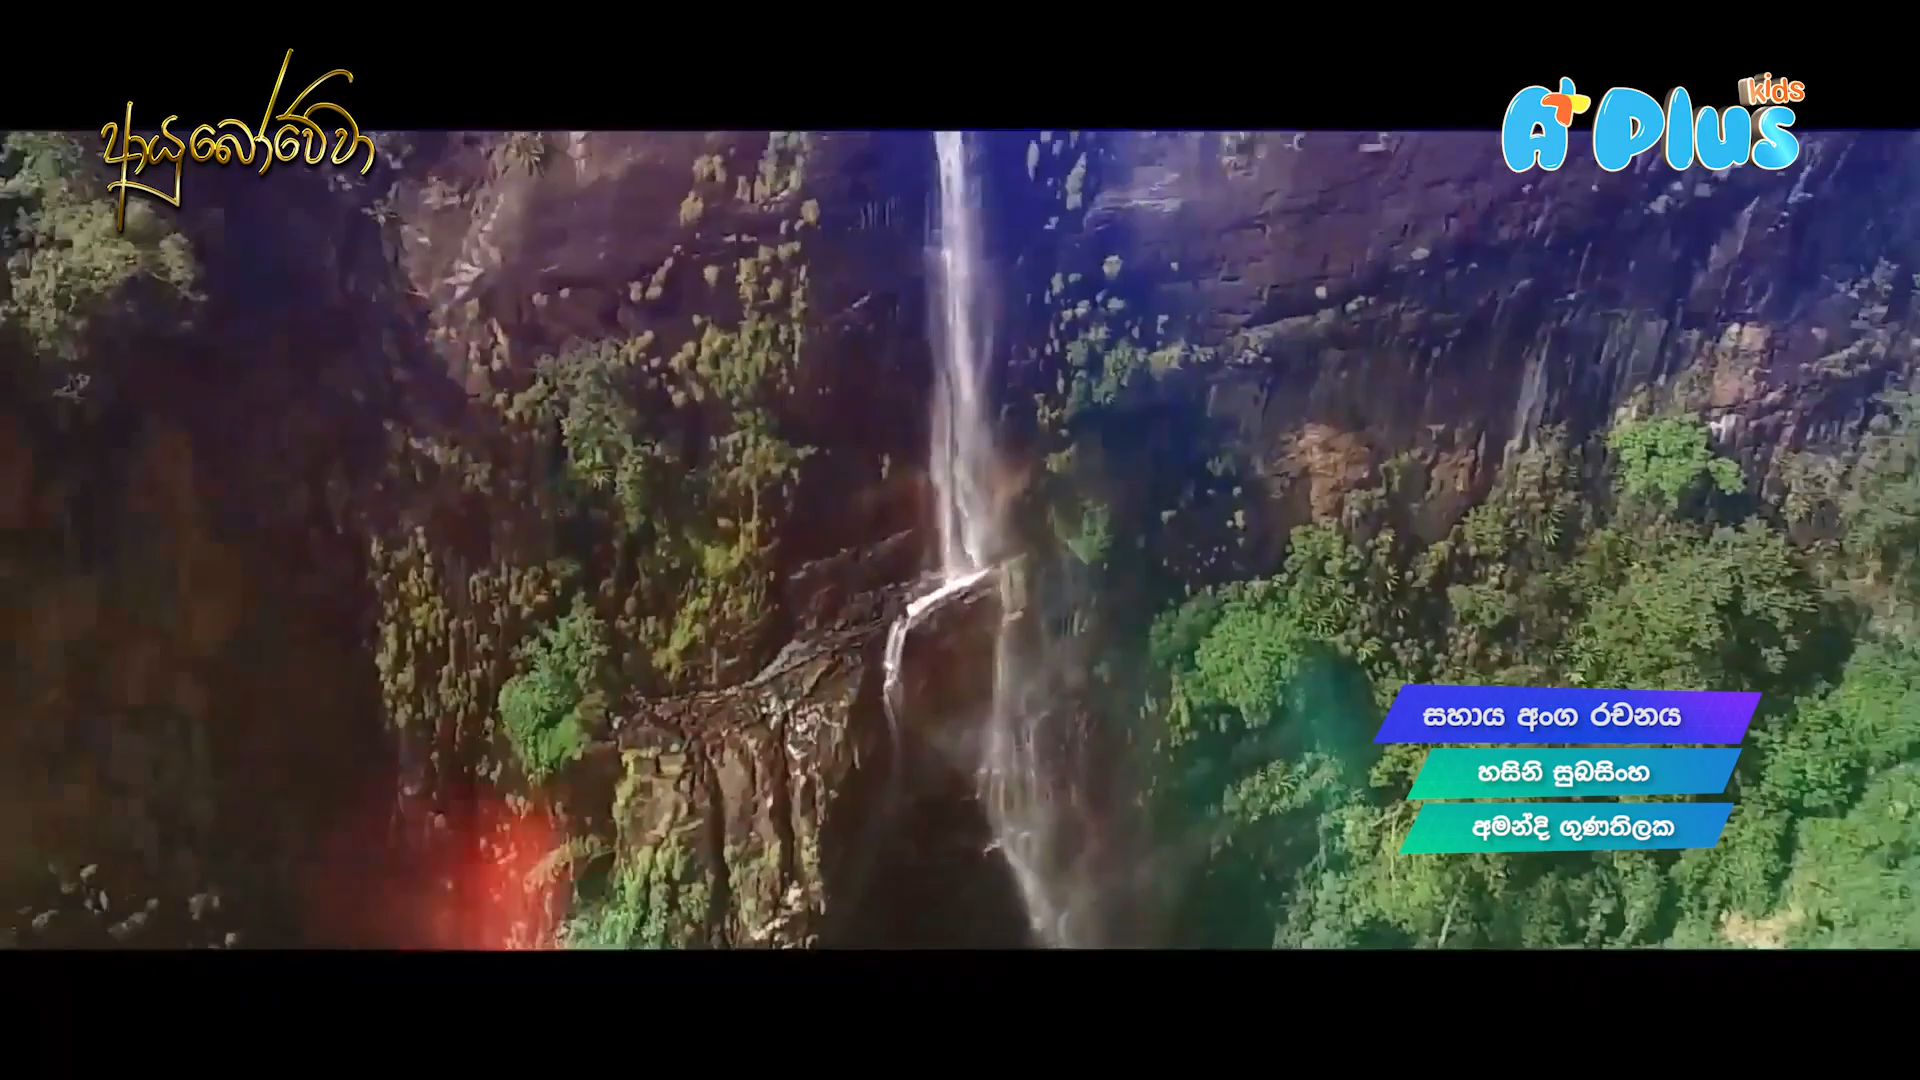 ආයුබෝවේවා
A+ Plus kids
සහාය අංග රචනය
හසිනි සුබසිංහ
අමන්දි ගුණතිලක